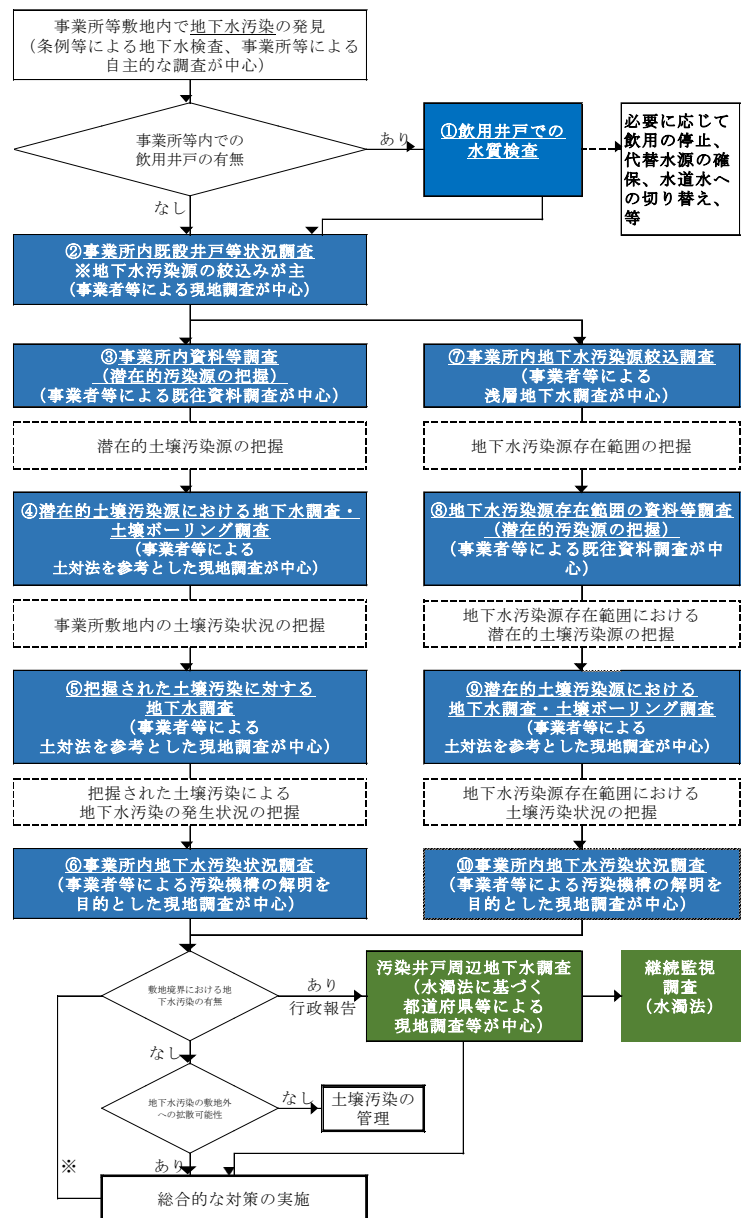 事業所等敷地内で地下水汚染の発見
（条例等による地下水検査、事業所等による
自主的な調査が中心）
事業所等内での
飲用井戸の有無
あり
①飲用井戸での
水質検査
必要に応じて
飲用の停止、
代替水源の確
保、水道水へ
の切り替え、
等
なし
②事業所内既設井戸等状況調査
※地下水汚染源の絞込みが主
（事業者等による現地調査が中心）
③事業所内資料等調査
（潜在的汚染源の把握）
（事業者等による既往資料調査が中心）
⑦事業所内地下水汚染源絞込調査
（事業者等による
浅層地下水調査が中心）
潜在的土壌汚染源の把握
地下水汚染源存在範囲の把握
④潜在的土壌汚染源における地下水調査・
土壌ボーリング調査
（事業者等による
土対法を参考とした現地調査が中心）
⑧地下水汚染源存在範囲の資料等調査
（潜在的汚染源の把握）
（事業者等による既往資料調査が中
心）
事業所敷地内の土壌汚染状況の把握
地下水汚染源存在範囲における
潜在的土壌汚染源の把握
⑤把握された土壌汚染に対する
地下水調査
（事業者等による
土対法を参考とした現地調査が中心）
⑨潜在的土壌汚染源における
地下水調査・土壌ボーリング調査
（事業者等による
土対法を参考とした現地調査が中心）
把握された土壌汚染による
地下水汚染の発生状況の把握
地下水汚染源存在範囲における
土壌汚染状況の把握
⑥事業所内地下水汚染状況調査
（事業者等による汚染機構の解明を
目的とした現地調査が中心）
⑩事業所内地下水汚染状況調査
（事業者等による汚染機構の解明を
目的とした現地調査が中心）
敷地境界における地
下水汚染の有無
あり
行政報告
汚染井戸周辺地下水調査
（水濁法に基づく
都道府県等による
現地調査等が中心）
継続監視
調査
（水濁法）
なし
地下水汚染の敷地外
への拡散可能性
なし
土壌汚染の
管理
※
あり
総合的な対策の実施